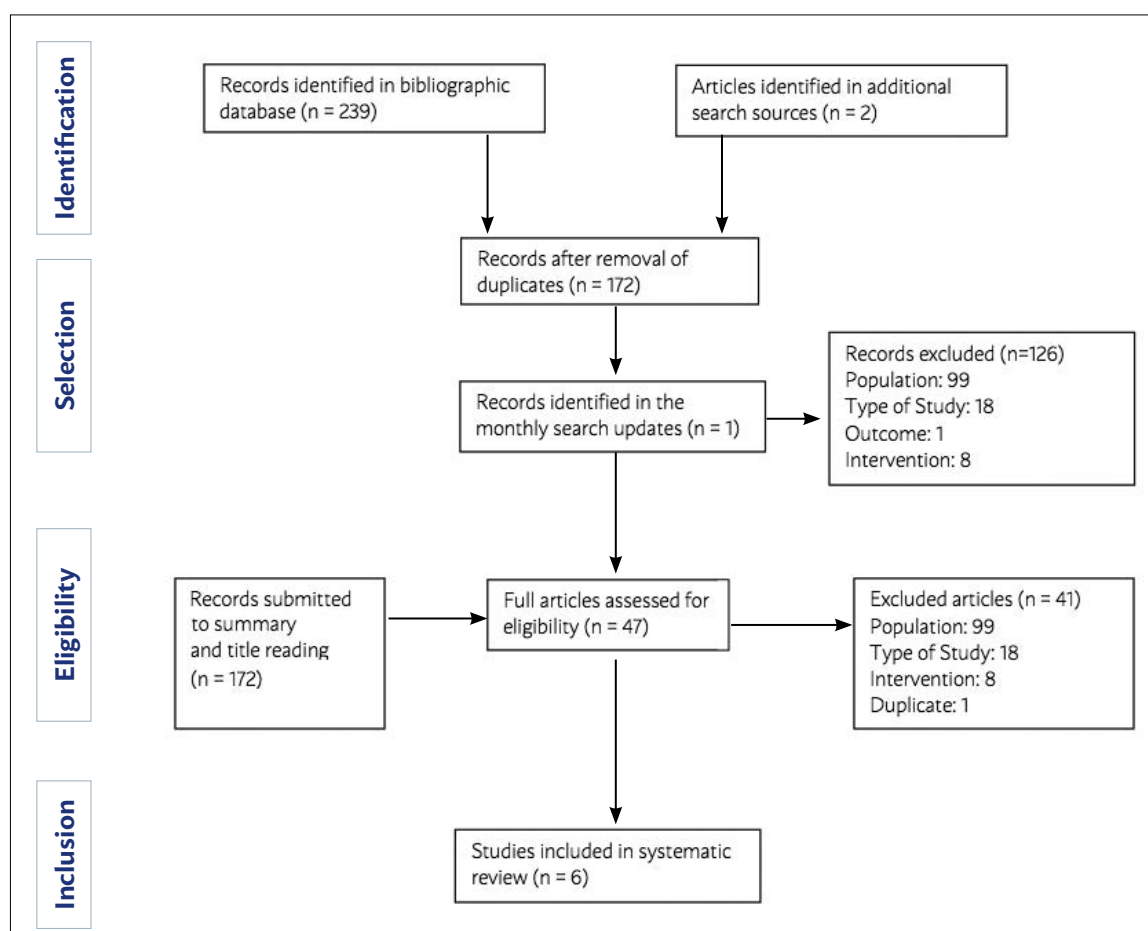 Identification
Records identified in bibliographic
database (n = 239)
Articles identified in additional
search sources (n = 2)
Selection
Records after removal of
duplicates (n = 172)
Records identified in the
monthly search updates (n = 1)
Records excluded (n=126)
Population: 99
Type of Study: 18
Outcome: 1
Intervention: 8
Eligibility
Records submitted
to summary
and title reading
(n = 172)
Full articles assessed for
eligibility (n = 47)
Excluded articles (n = 41)
Population: 99
Type of Study: 18
Intervention: 8
Duplicate: 1
Inclusion
Studies included in systematic
review (n = 6)